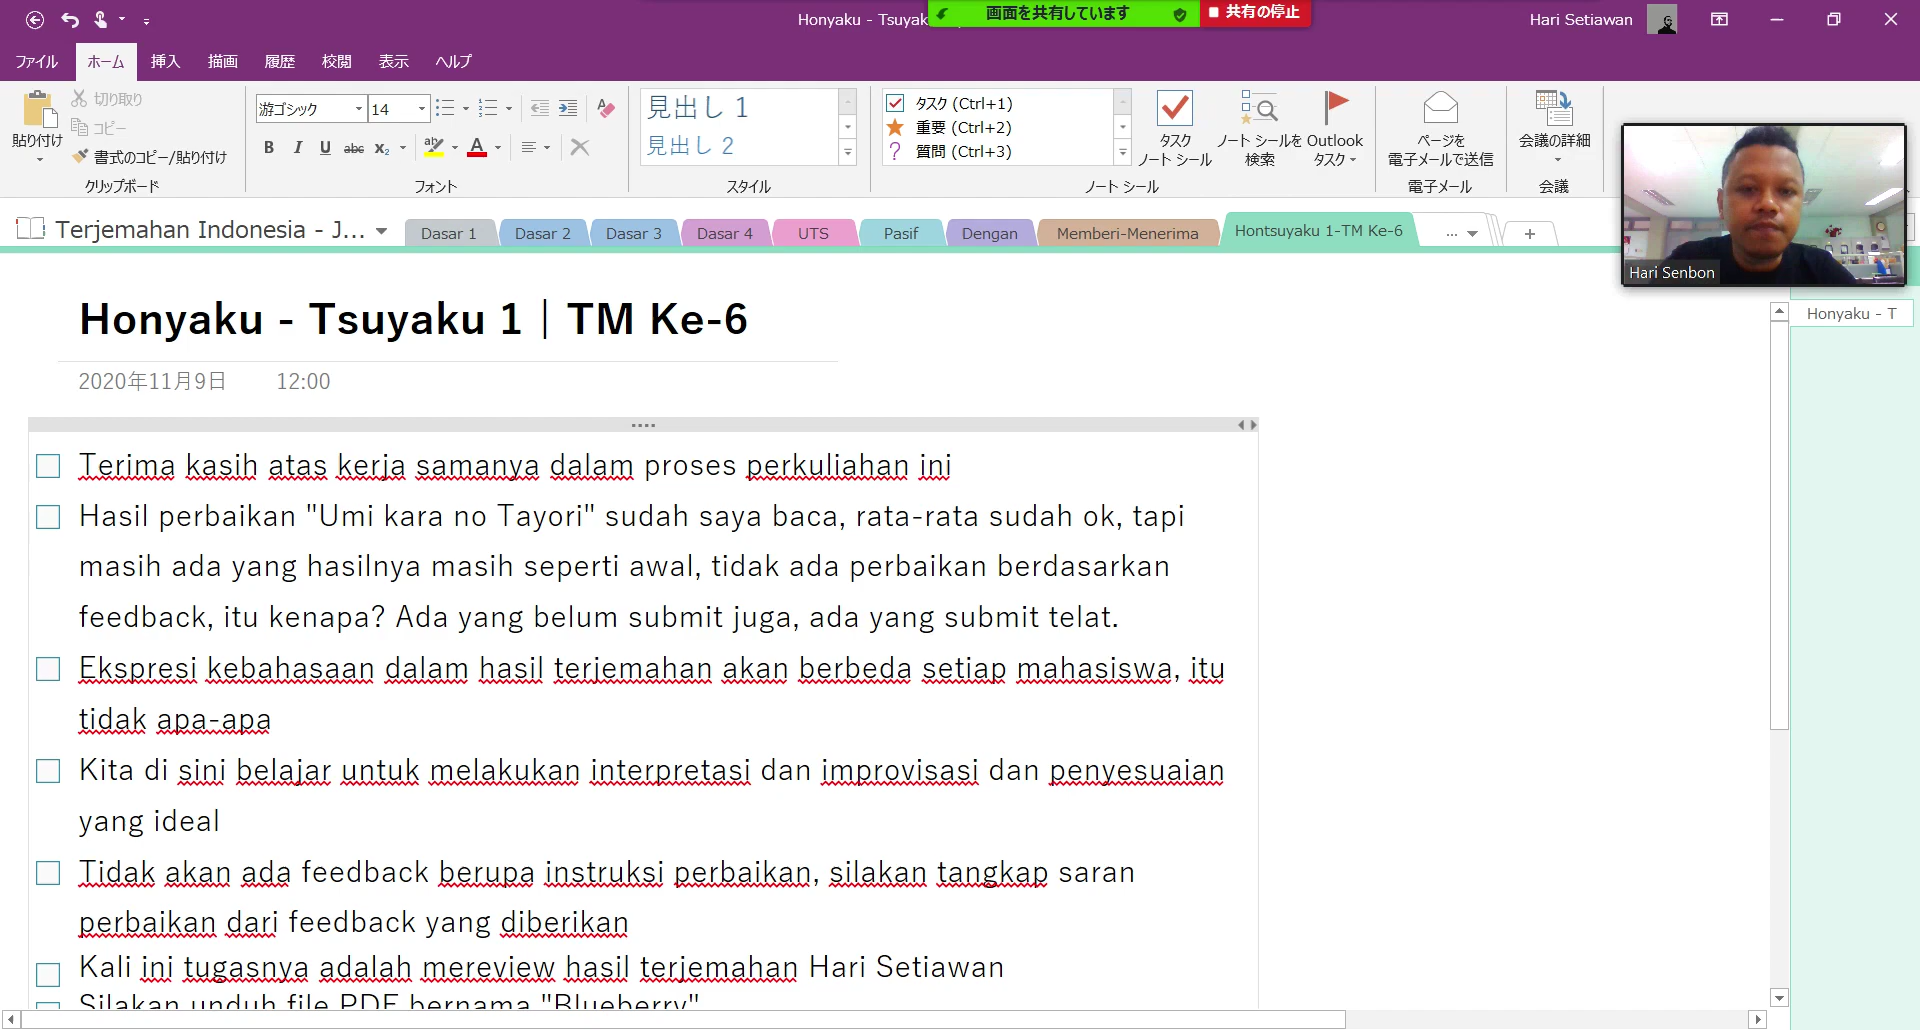 Honyaku - Tsuyak
画面を共有しています
共有の停止
Hari Setiawan
ファイル ホーム 挿入 描画 履歴 校閲 表示 ヘルプ
貼り付け
切り取り
コピー
書式のコピー/貼り付け
クリップボード
游ゴシック 14
B I U abc x₂ ab A
フォント
見出し 1
見出し 2
スタイル
タスク (Ctrl+1)
重要 (Ctrl+2)
? 質問 (Ctrl+3)
タスク
ノート シール
ノート シールを
検索
Outlook
タスク
ノート シール
ページを
電子メールで送信
電子メール
会議の詳細
会議
Hari Senbon
Terjemahan Indonesia - J...
Dasar 1 Dasar 2 Dasar 3 Dasar 4 UTS Pasif Dengan Memberi-Menerima Hontsuyaku 1-TM Ke-6 ... +
Honyaku - T
Honyaku - Tsuyaku 1 | TM Ke-6
2020年11月9日 12:00
Terima kasih atas kerja samanya dalam proses perkuliahan ini
Hasil perbaikan "Umi kara no Tayori" sudah saya baca, rata-rata sudah ok, tapi
masih ada yang hasilnya masih seperti awal, tidak ada perbaikan berdasarkan
feedback, itu kenapa? Ada yang belum submit juga, ada yang submit telat.
Ekspresi kebahasaan dalam hasil terjemahan akan berbeda setiap mahasiswa, itu
tidak apa-apa
Kita di sini belajar untuk melakukan interpretasi dan improvisasi dan penyesuaian
yang ideal
Tidak akan ada feedback berupa instruksi perbaikan, silakan tangkap saran
perbaikan dari feedback yang diberikan
Kali ini tugasnya adalah mereview hasil terjemahan Hari Setiawan
Silakan unduh file PDF bernama "Blueberry"